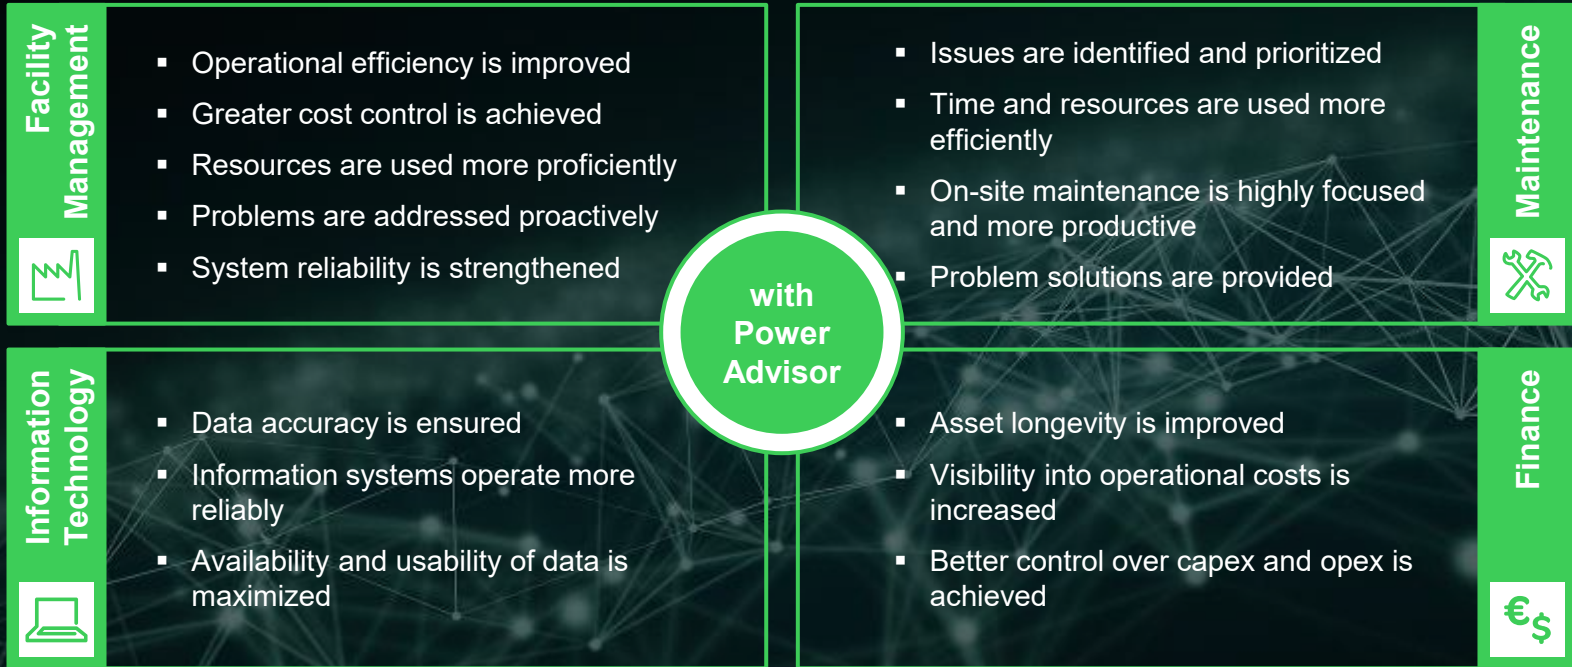 Facility
Management
▪ Operational efficiency is improved
▪ Greater cost control is achieved
▪ Resources are used more proficiently
▪ Problems are addressed proactively
▪ System reliability is strengthened
Maintenance
▪ Issues are identified and prioritized
▪ Time and resources are used more
efficiently
▪ On-site maintenance is highly focused
and more productive
▪ Problem solutions are provided
with
Power
Advisor
Information
Technology
▪ Data accuracy is ensured
▪ Information systems operate more
reliably
▪ Availability and usability of data is
maximized
Finance
▪ Asset longevity is improved
▪ Visibility into operational costs is
increased
▪ Better control over capex and opex is
achieved
€$